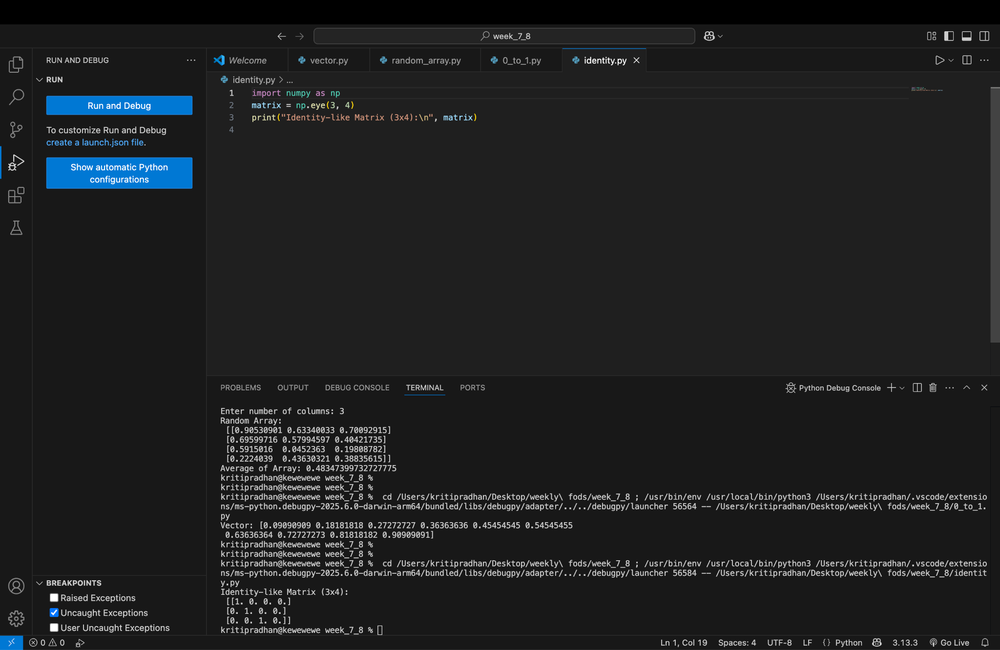 week_7_8
RUN AND DEBUG
RUN
Run and Debug
To customize Run and Debug
create a launch.json file.
Show automatic Python
configurations
Welcome
vector.py
random_array.py
0_to_1.py
identity.py
identity.py > ...
1 import numpy as np
2 matrix = np.eye(3, 4)
3 print("Identity-like Matrix (3x4):\n", matrix)
4
PROBLEMS OUTPUT DEBUG CONSOLE TERMINAL PORTS
Python Debug Console
Enter number of columns: 3
Random Array:
[[0.90530901 0.63340033 0.70092915]
[0.69599716 0.57994597 0.40421735]
[0.5915016  0.0452363  0.19808782]
[0.2224039  0.43630321 0.38835615]]
Average of Array: 0.48347399732727775
kritipradhan@kewewewe week_7_8 %
kritipradhan@kewewewe week_7_8 %
kritipradhan@kewewewe week_7_8 %  cd /Users/kritipradhan/Desktop/weekly\ fods/week_7_8 ; /usr/bin/env /usr/local/bin/python3 /Users/kritipradhan/.vscode/extensio
ns/ms-python.debugpy-2025.6.0-darwin-arm64/bundled/libs/debugpy/adapter/../../debugpy/launcher 56564 -- /Users/kritipradhan/Desktop/weekly\ fods/week_7_8/0_to_1.
py
Vector: [0.09090909 0.18181818 0.27272727 0.36363636 0.45454545 0.54545455
0.63636364 0.72727273 0.81818182 0.90909091]
kritipradhan@kewewewe week_7_8 %
kritipradhan@kewewewe week_7_8 %
kritipradhan@kewewewe week_7_8 %  cd /Users/kritipradhan/Desktop/weekly\ fods/week_7_8 ; /usr/bin/env /usr/local/bin/python3 /Users/kritipradhan/.vscode/extensio
ns/ms-python.debugpy-2025.6.0-darwin-arm64/bundled/libs/debugpy/adapter/../../debugpy/launcher 56584 -- /Users/kritipradhan/Desktop/weekly\ fods/week_7_8/identit
y.py
Identity-like Matrix (3x4):
[[1. 0. 0. 0.]
[0. 1. 0. 0.]
[0. 0. 1. 0.]]
kritipradhan@kewewewe week_7_8 %
BREAKPOINTS
Raised Exceptions
Uncaught Exceptions
User Uncaught Exceptions
0 0
Ln 1, Col 19 Spaces: 4 UTF-8 LF {} Python 3.13.3 Go Live